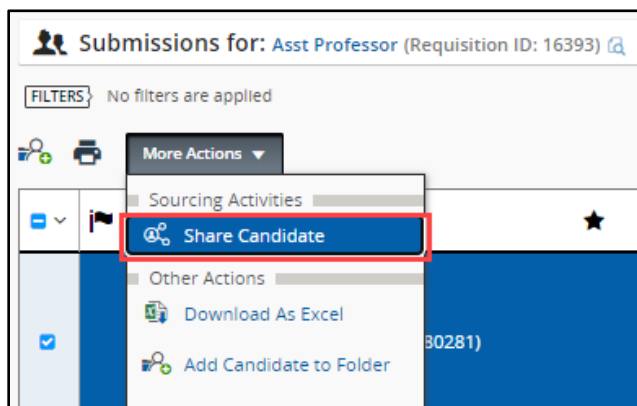 Submissions for: Asst Professor (Requisition ID: 16393)
FILTERS No filters are applied
More Actions
Sourcing Activities
Share Candidate
Other Actions
Download As Excel
80281)
Add Candidate to Folder